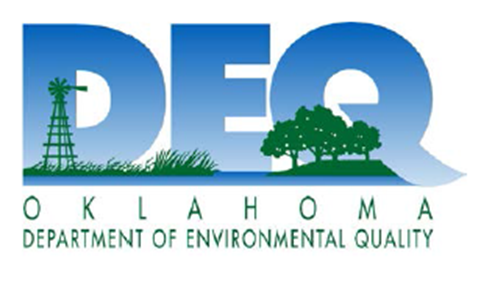 DEQ
OKLAHOMA
DEPARTMENT OF ENVIRONMENTAL QUALITY